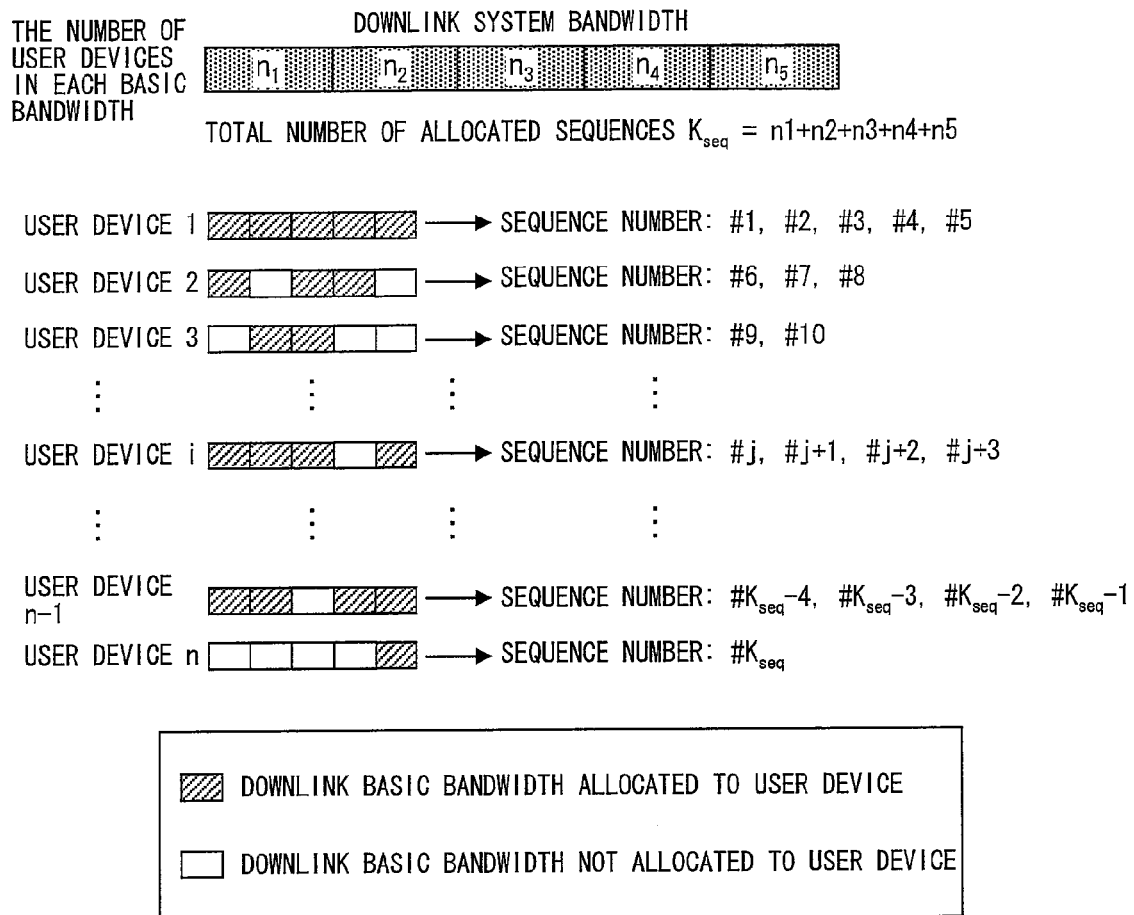 THE NUMBER OF
USER DEVICES
IN EACH BASIC
BANDWIDTH
DOWNLINK SYSTEM BANDWIDTH
n1 n2 n3 n4 n5
TOTAL NUMBER OF ALLOCATED SEQUENCES Kseq = n1+n2+n3+n4+n5
USER DEVICE 1 SEQUENCE NUMBER: #1, #2, #3, #4, #5
USER DEVICE 2 SEQUENCE NUMBER: #6, #7, #8
USER DEVICE 3 SEQUENCE NUMBER: #9, #10
USER DEVICE i SEQUENCE NUMBER: #j, #j+1, #j+2, #j+3
USER DEVICE
n-1
SEQUENCE NUMBER: #Kseq-4, #Kseq-3, #Kseq-2, #Kseq-1
USER DEVICE n SEQUENCE NUMBER: #Kseq
DOWNLINK BASIC BANDWIDTH ALLOCATED TO USER DEVICE
DOWNLINK BASIC BANDWIDTH NOT ALLOCATED TO USER DEVICE